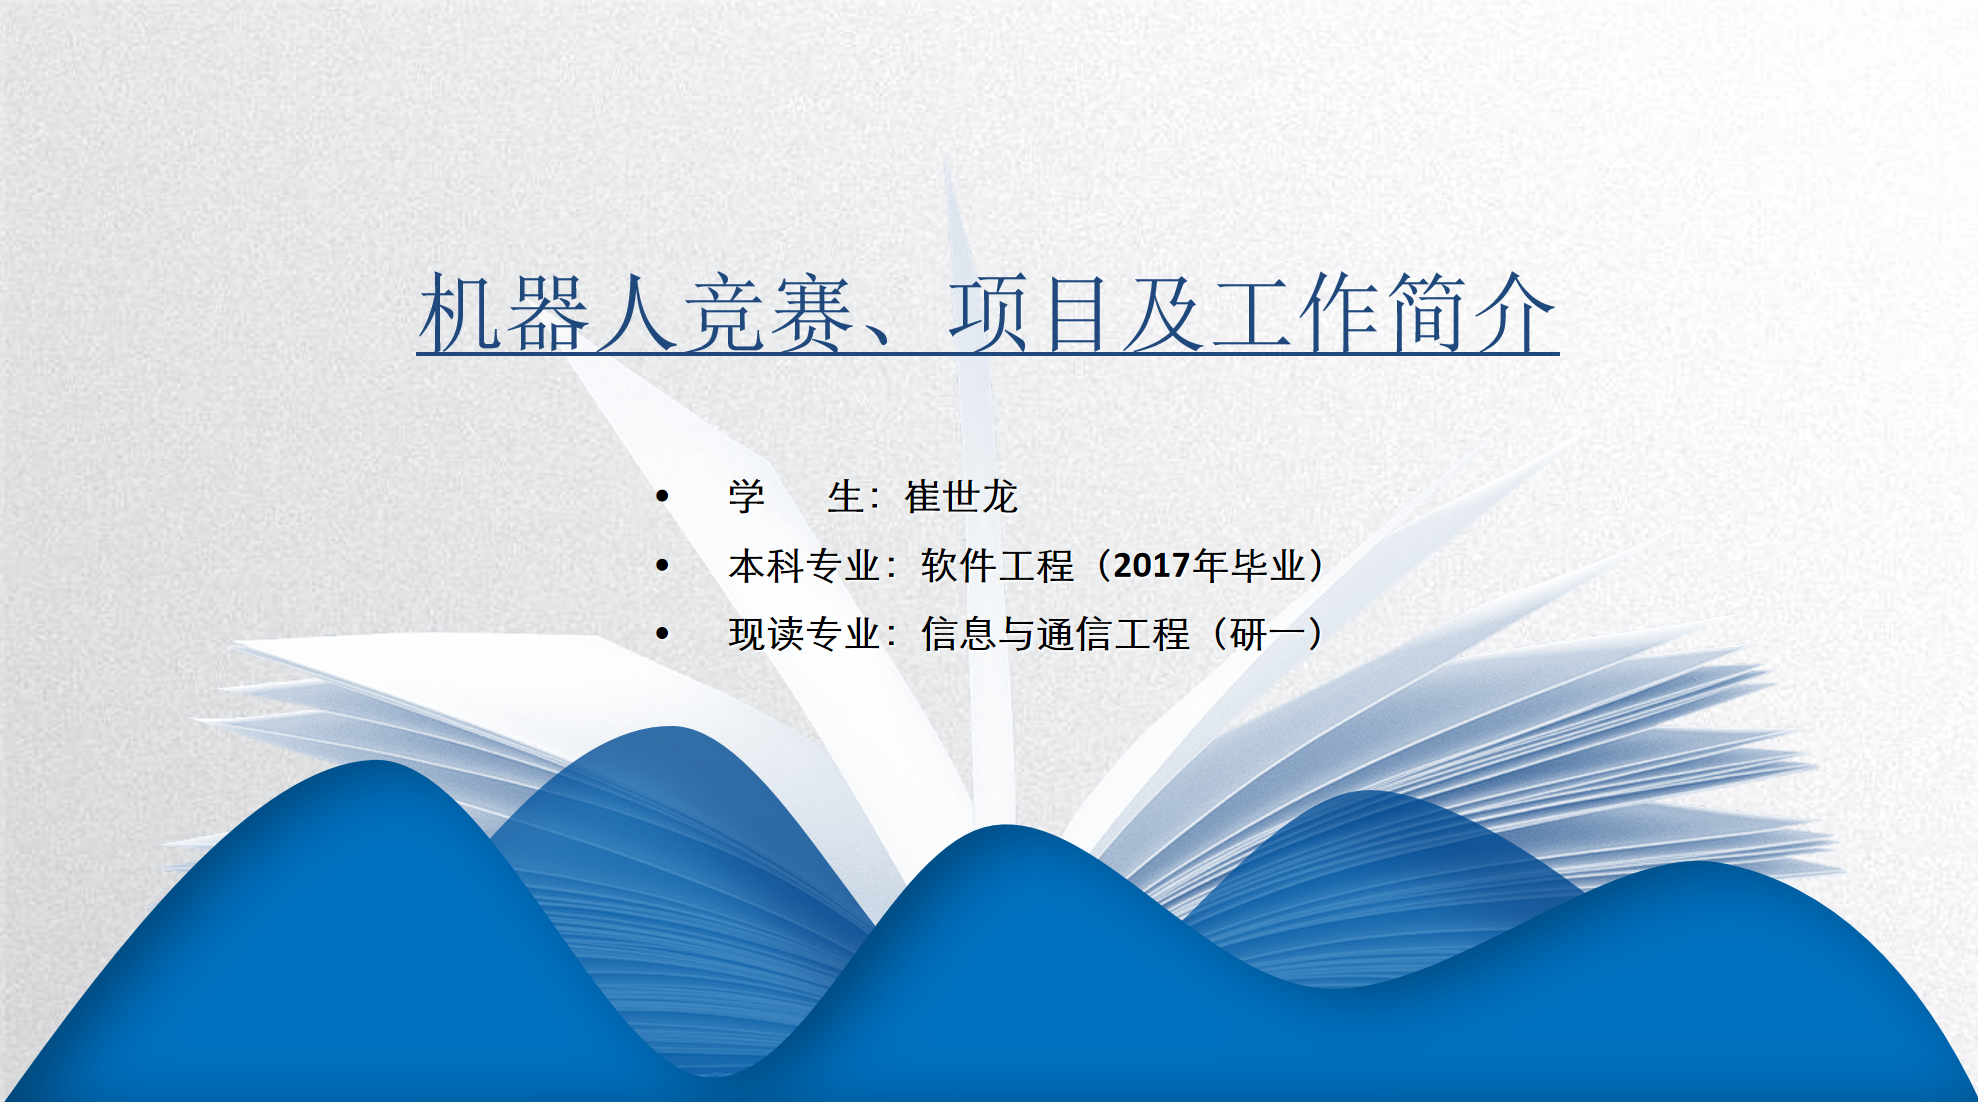 机器人竞赛、项目及工作简介
• 学 生：崔世龙
• 本科专业：软件工程（2017年毕业）
• 现读专业：信息与通信工程（研一）